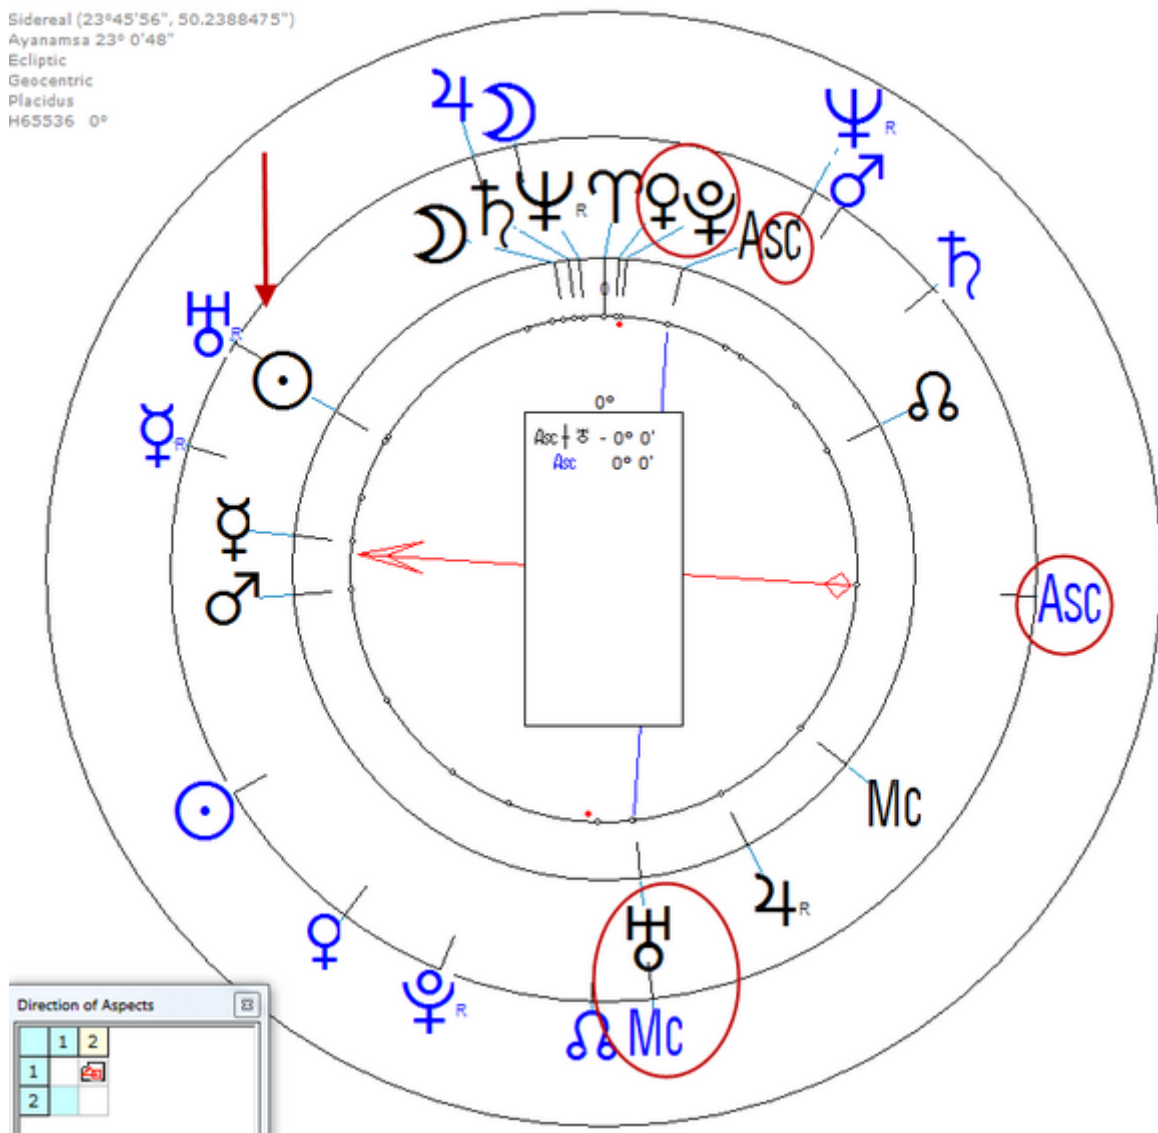 Sidereal (23°45'56", 50.2388475")
Ayanamsa 23° 0'48"
Ecliptic
Geocentric
Placidus
H65536 0°
♃ ☽ ♆ R
♂
☽ ♄ ♆ R ♈ ♀ ♇ Asc
♄
0
♅ R
☉
☊
☿ R
0°
Asc ♅ - 0° 0'
Asc 0° 0'
☿
♂
Asc
Mc
☉
♃ R
♅
♀
♇ R
☊ Mc
Direction of Aspects
1 2
1
2